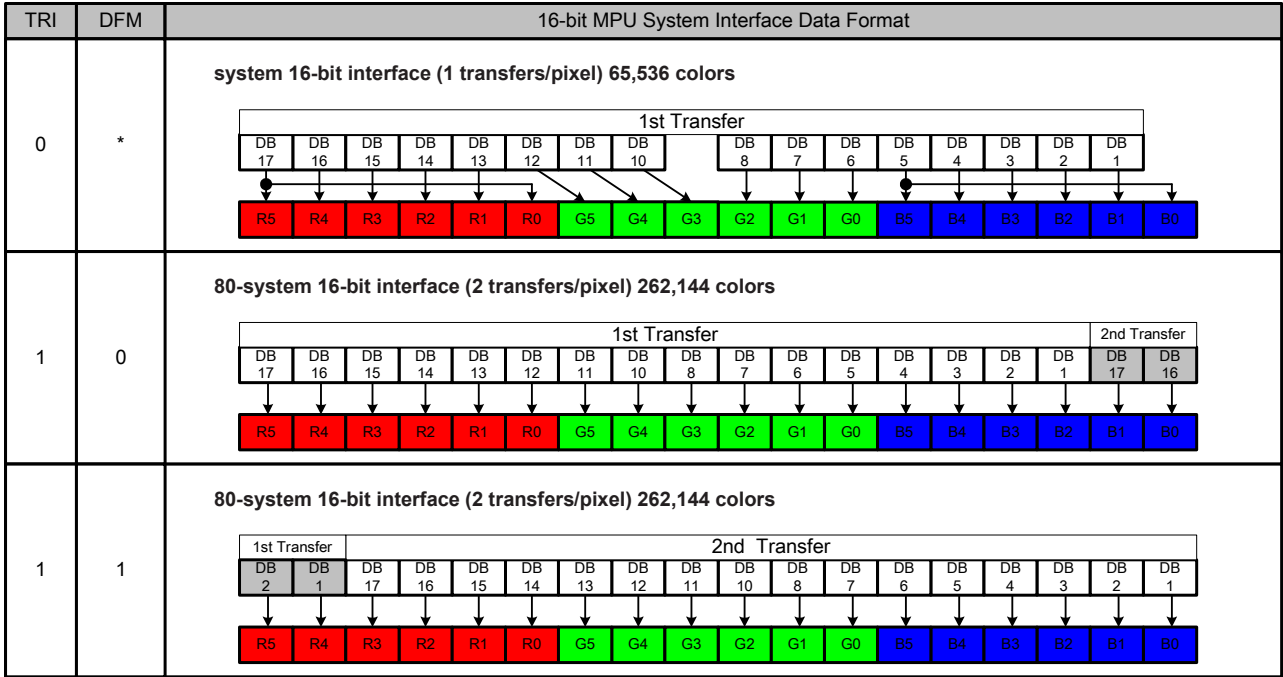 TRI DFM 16-bit MPU System Interface Data Format
system 16-bit interface (1 transfers/pixel) 65,536 colors
0 *
1st Transfer
DB DB DB DB DB DB DB DB DB DB DB DB DB DB DB DB
17 16 15 14 13 12 11 10 8 7 6 5 4 3 2 1
R5 R4 R3 R2 R1 R0 G5 G4 G3 G2 G1 G0 B5 B4 B3 B2 B1 B0
80-system 16-bit interface (2 transfers/pixel) 262,144 colors
1 0
1st Transfer 2nd Transfer
DB DB DB DB DB DB DB DB DB DB DB DB DB DB DB DB DB DB
17 16 15 14 13 12 11 10 8 7 6 5 4 3 2 1 17 16
R5 R4 R3 R2 R1 R0 G5 G4 G3 G2 G1 G0 B5 B4 B3 B2 B1 B0
80-system 16-bit interface (2 transfers/pixel) 262,144 colors
1 1
1st Transfer 2nd Transfer
DB DB DB DB DB DB DB DB DB DB DB DB DB DB DB DB DB DB
2 1 17 16 15 14 13 12 11 10 8 7 6 5 4 3 2 1
R5 R4 R3 R2 R1 R0 G5 G4 G3 G2 G1 G0 B5 B4 B3 B2 B1 B0